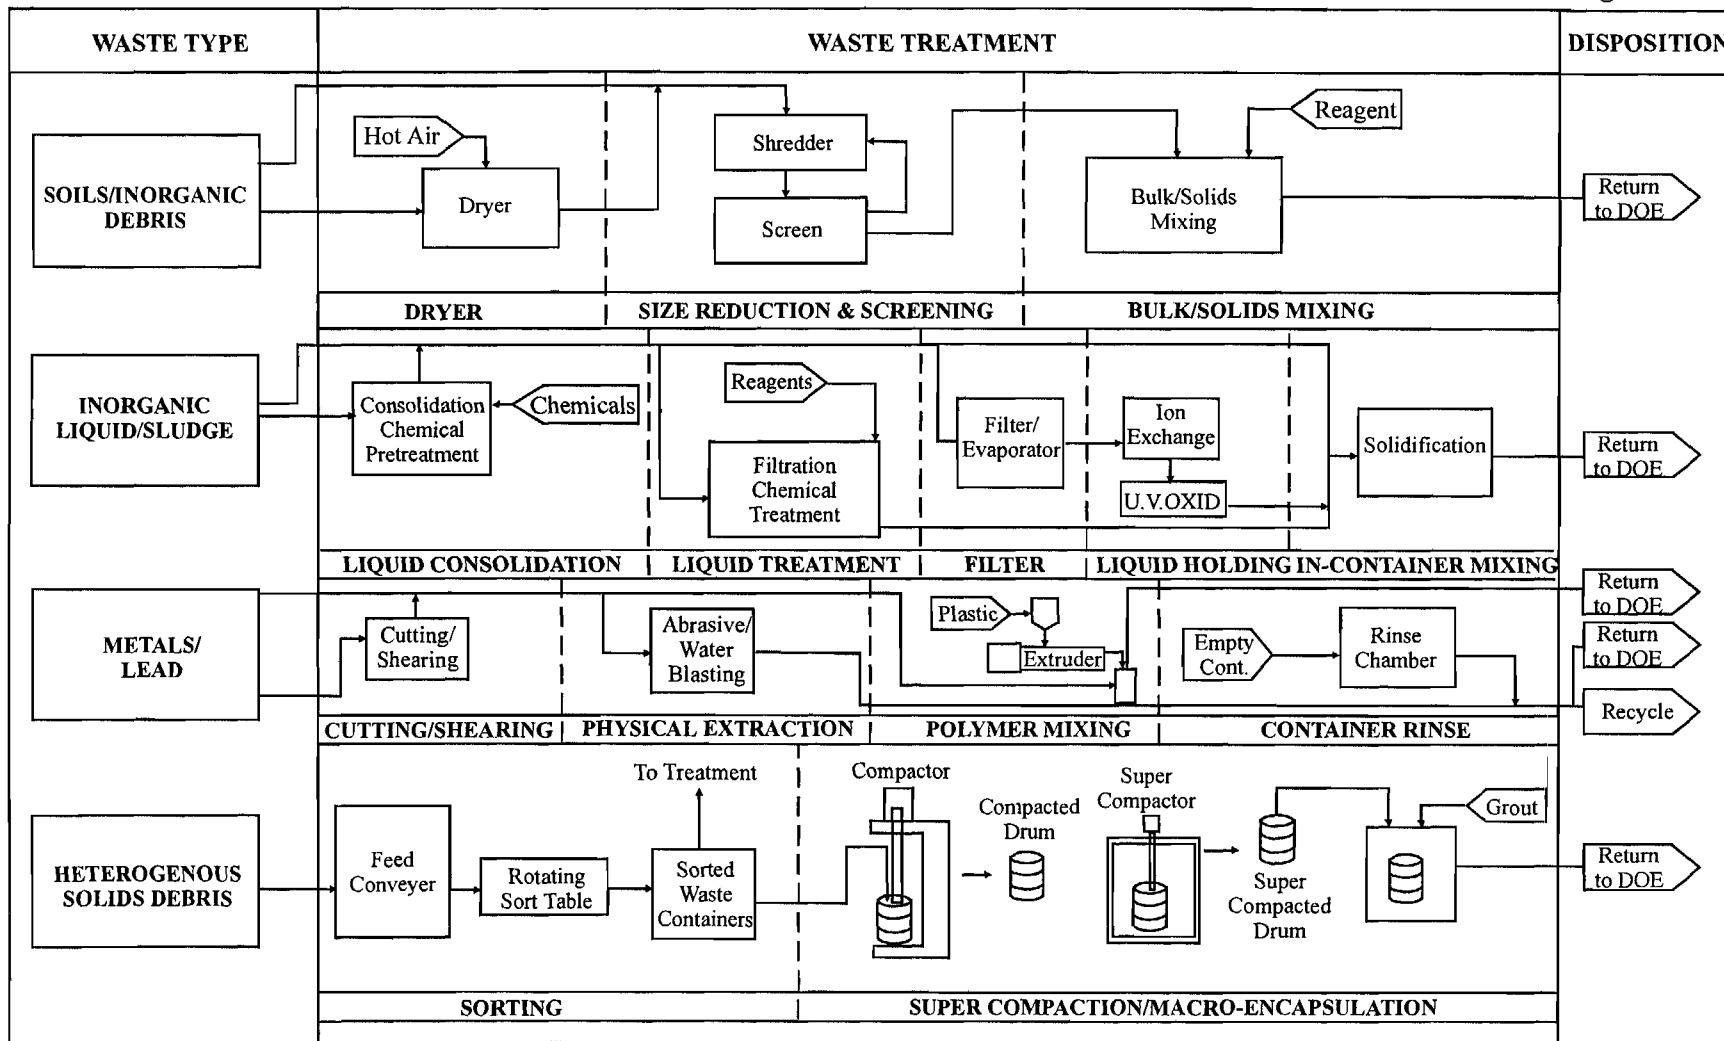 WASTE TYPE
WASTE TREATMENT
DISPOSITION
SOILS/INORGANIC
DEBRIS
Hot Air
Dryer
Shredder
Screen
Reagent
Bulk/Solids
Mixing
Return
to DOE
DRYER
SIZE REDUCTION & SCREENING
BULK/SOLIDS MIXING
INORGANIC
LIQUID/SLUDGE
Consolidation
Chemical
Pretreatment
Chemicals
Reagents
Filtration
Chemical
Treatment
Filter/
Evaporator
Ion
Exchange
U.V.OXID
Solidification
Return
to DOE
LIQUID CONSOLIDATION
LIQUID TREATMENT
FILTER
LIQUID HOLDING
IN-CONTAINER MIXING
METALS/
LEAD
Cutting/
Shearing
Abrasive/
Water
Blasting
Plastic
Extruder
Empty
Cont.
Rinse
Chamber
Return
to DOE
Return
to DOE
Recycle
CUTTING/SHEARING
PHYSICAL EXTRACTION
POLYMER MIXING
CONTAINER RINSE
HETEROGENOUS
SOLIDS DEBRIS
Feed
Conveyer
Rotating
Sort Table
To Treatment
Sorted
Waste
Containers
Compactor
Compacted
Drum
Super
Compactor
Super
Compacted
Drum
Grout
Return
to DOE
SORTING
SUPER COMPACTION/MACRO-ENCAPSULATION